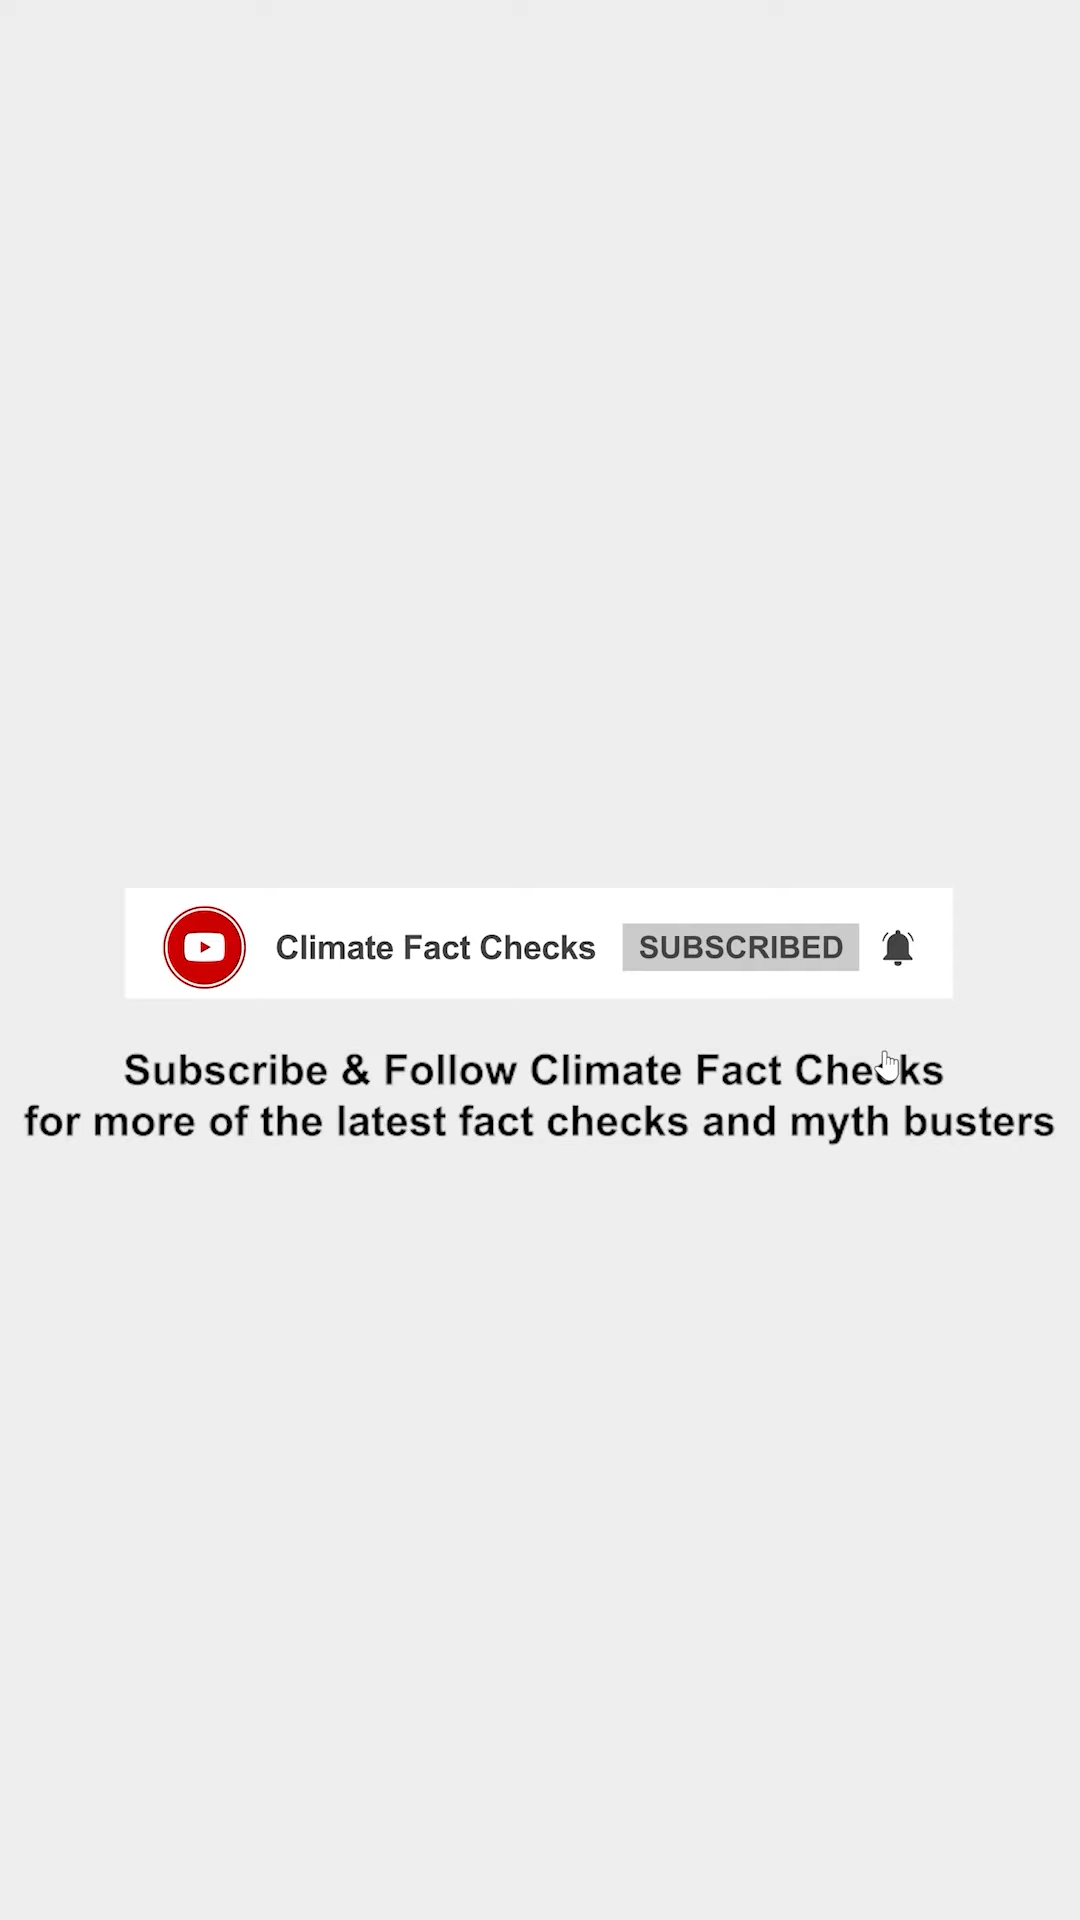 Climate Fact Checks SUBSCRIBED
Subscribe & Follow Climate Fact Checks
for more of the latest fact checks and myth busters